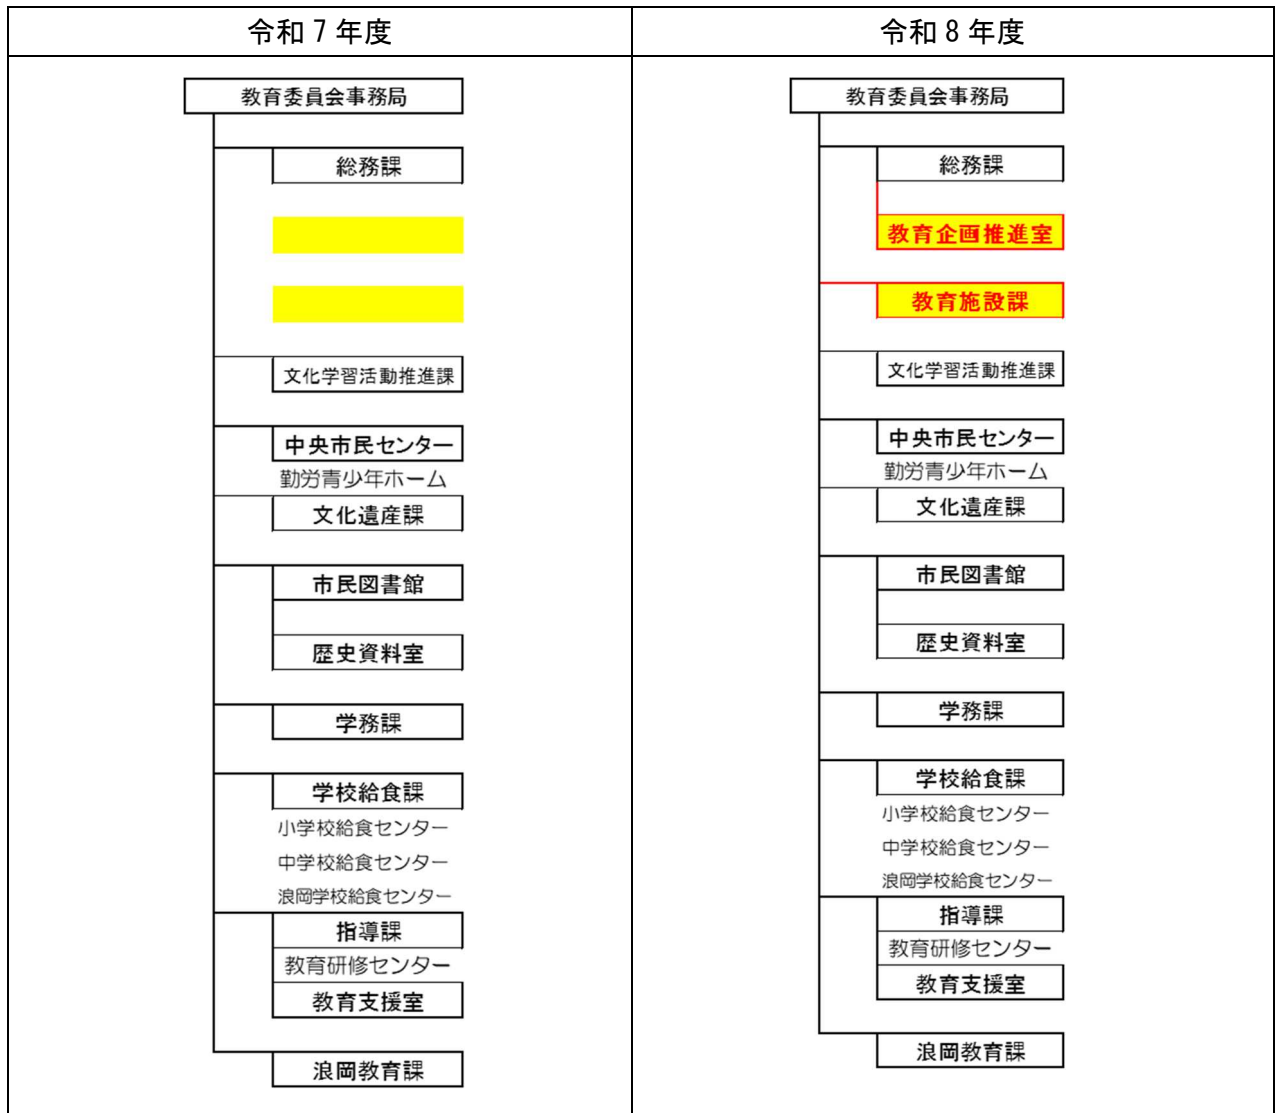 令和７年度
教育委員会事務局
総務課
文化学習活動推進課
中央市民センター
勤労青少年ホーム
文化遺産課
市民図書館
歴史資料室
学務課
学校給食課
小学校給食センター
中学校給食センター
浪岡学校給食センター
指導課
教育研修センター
教育支援室
浪岡教育課
令和８年度
教育委員会事務局
総務課
教育企画推進室
教育施設課
文化学習活動推進課
中央市民センター
勤労青少年ホーム
文化遺産課
市民図書館
歴史資料室
学務課
学校給食課
小学校給食センター
中学校給食センター
浪岡学校給食センター
指導課
教育研修センター
教育支援室
浪岡教育課